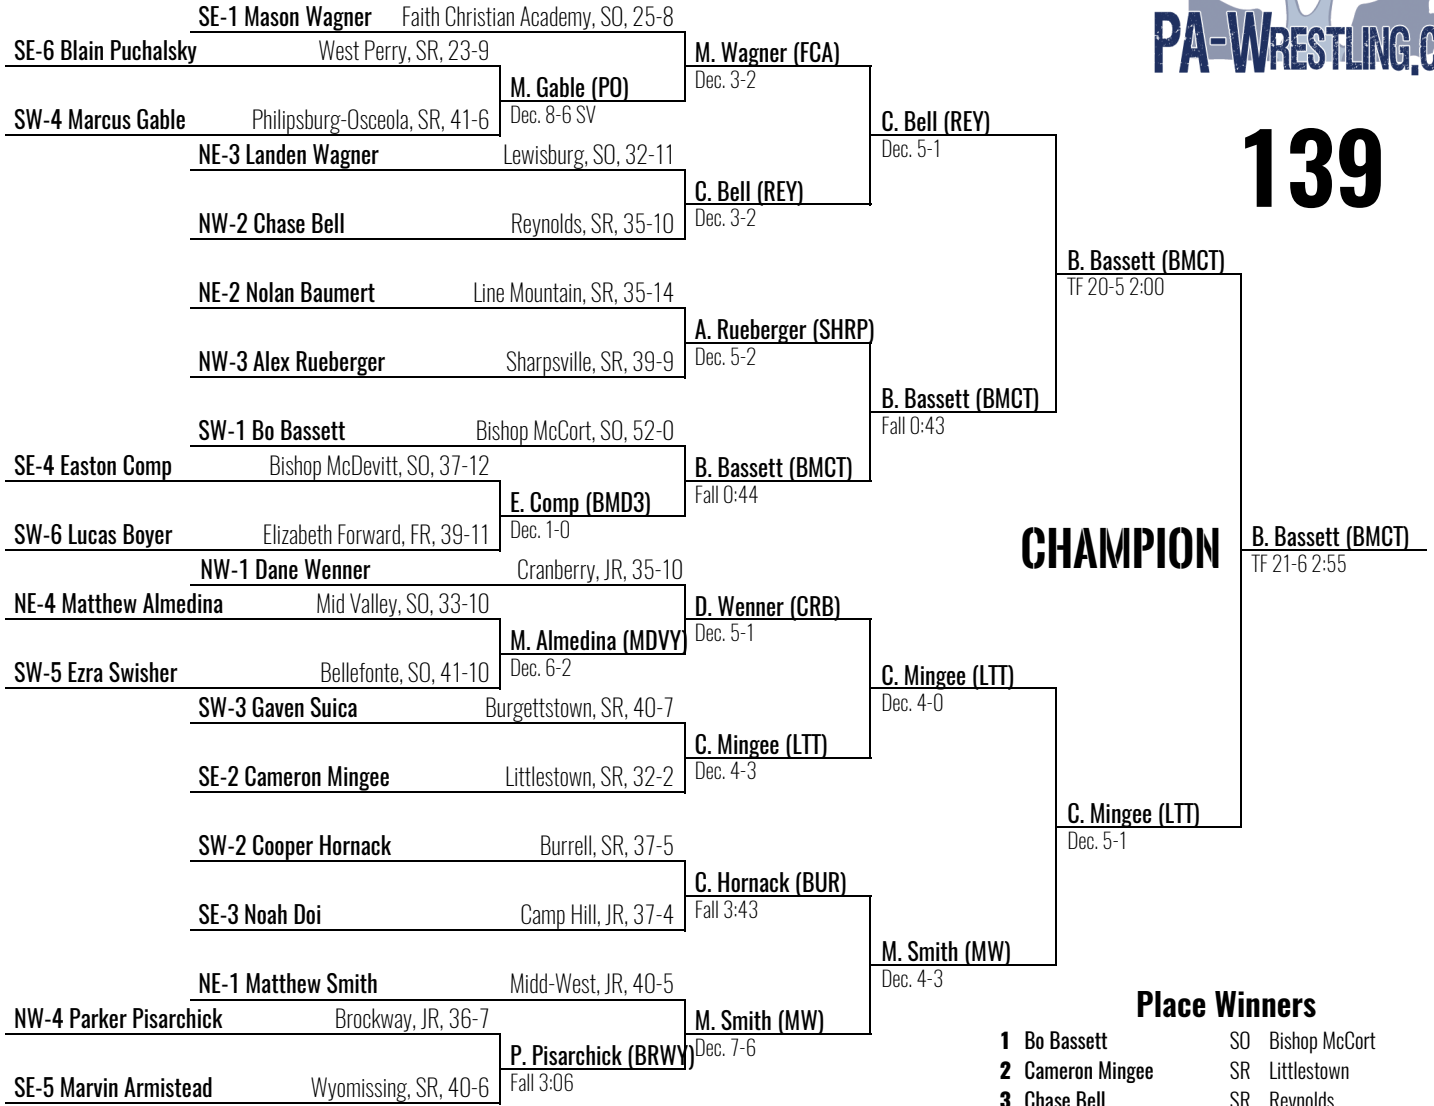 SE-1 Mason Wagner Faith Christian Academy, SO, 25-8
SE-6 Blain Puchalsky West Perry, SR, 23-9
M. Wagner (FCA)
Dec. 3-2
M. Gable (PO)
Dec. 8-6 SV
SW-4 Marcus Gable Philipsburg-Osceola, SR, 41-6
C. Bell (REY)
Dec. 5-1
NE-3 Landen Wagner Lewisburg, SO, 32-11
C. Bell (REY)
Dec. 3-2
NW-2 Chase Bell Reynolds, SR, 35-10
B. Bassett (BMCT)
TF 20-5 2:00
NE-2 Nolan Baumert Line Mountain, SR, 35-14
A. Rueberger (SHRP)
Dec. 5-2
NW-3 Alex Rueberger Sharpsville, SR, 39-9
B. Bassett (BMCT)
Fall 0:43
SW-1 Bo Bassett Bishop McCort, SO, 52-0
SE-4 Easton Comp Bishop McDevitt, SO, 37-12
B. Bassett (BMCT)
Fall 0:44
E. Comp (BMD3)
Dec. 1-0
SW-6 Lucas Boyer Elizabeth Forward, FR, 39-11
CHAMPION
B. Bassett (BMCT)
TF 21-6 2:55
NW-1 Dane Wenner Cranberry, JR, 35-10
NE-4 Matthew Almedina Mid Valley, SO, 33-10
D. Wenner (CRB)
Dec. 5-1
M. Almedina (MDVY)
Dec. 6-2
SW-5 Ezra Swisher Bellefonte, SO, 41-10
C. Mingee (LTT)
Dec. 4-0
SW-3 Gaven Suica Burgettstown, SR, 40-7
C. Mingee (LTT)
Dec. 4-3
SE-2 Cameron Mingee Littlestown, SR, 32-2
C. Mingee (LTT)
Dec. 5-1
SW-2 Cooper Hornack Burrell, SR, 37-5
C. Hornack (BUR)
Fall 3:43
SE-3 Noah Doi Camp Hill, JR, 37-4
M. Smith (MW)
Dec. 4-3
NE-1 Matthew Smith Midd-West, JR, 40-5
NW-4 Parker Pisarchick Brockway, JR, 36-7
M. Smith (MW)
Dec. 7-6
P. Pisarchick (BRWY)
Fall 3:06
SE-5 Marvin Armistead Wyomissing, SR, 40-6
PA-WRESTLING.C
139
Place Winners
1 Bo Bassett SO Bishop McCort
2 Cameron Mingee SR Littlestown
3 Chase Bell SR Reynolds